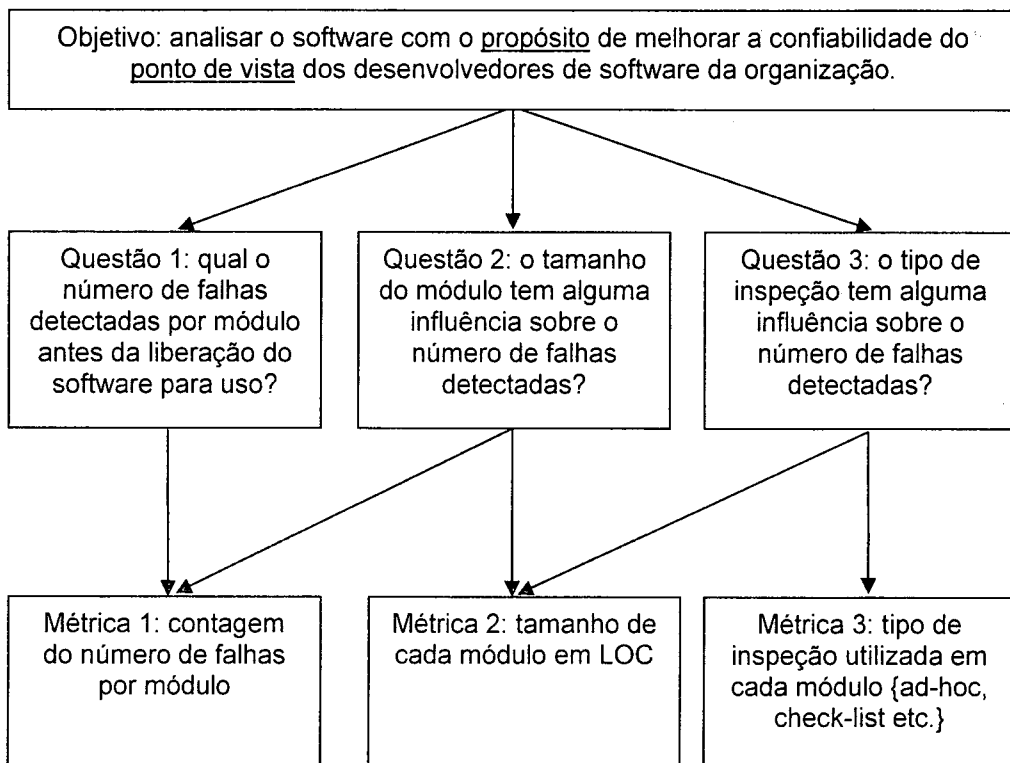 Objetivo: analisar o software com o propósito de melhorar a confiabilidade do
ponto de vista dos desenvolvedores de software da organização.
Questão 1: qual o
número de falhas
detectadas por módulo
antes da liberação do
software para uso?
Questão 2: o tamanho
do módulo tem alguma
influência sobre o
número de falhas
detectadas?
Questão 3: o tipo de
inspeção tem alguma
influência sobre o
número de falhas
detectadas?
Métrica 1: contagem
do número de falhas
por módulo
Métrica 2: tamanho de
cada módulo em LOC
Métrica 3: tipo de
inspeção utilizada em
cada módulo {ad-hoc,
check-list etc.}